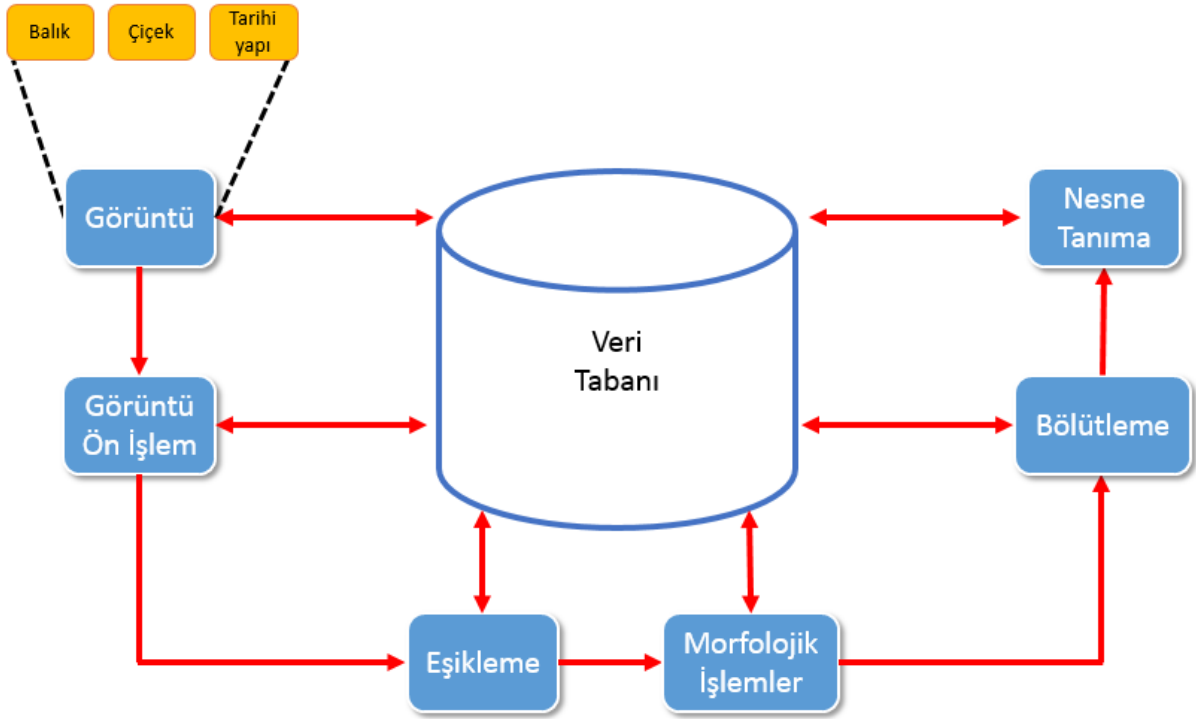 Balık
Çiçek
Tarihi
yapı
Görüntü
Nesne
Tanıma
Veri
Tabanı
Görüntü
Ön İşlem
Bölütleme
Eşikleme
Morfolojik
İşlemler